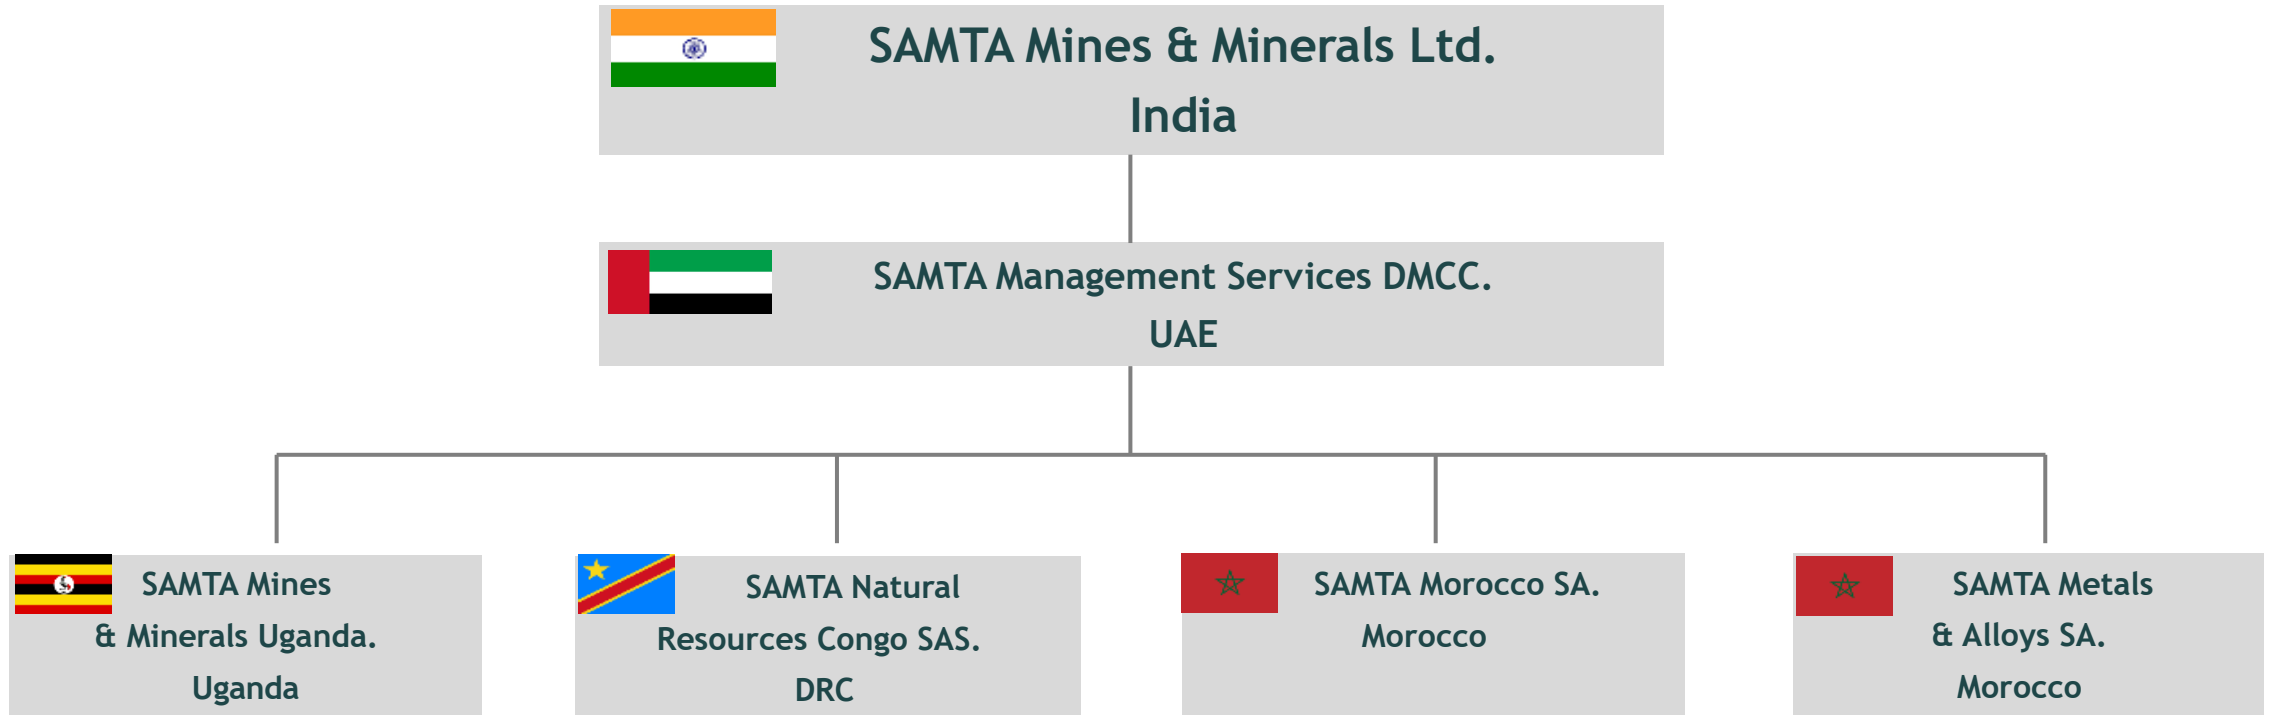 SAMTA Mines & Minerals Ltd.
India
SAMTA Management Services DMCC.
UAE
SAMTA Mines
& Minerals Uganda.
Uganda
SAMTA Natural
Resources Congo SAS.
DRC
SAMTA Morocco SA.
Morocco
SAMTA Metals
& Alloys SA.
Morocco